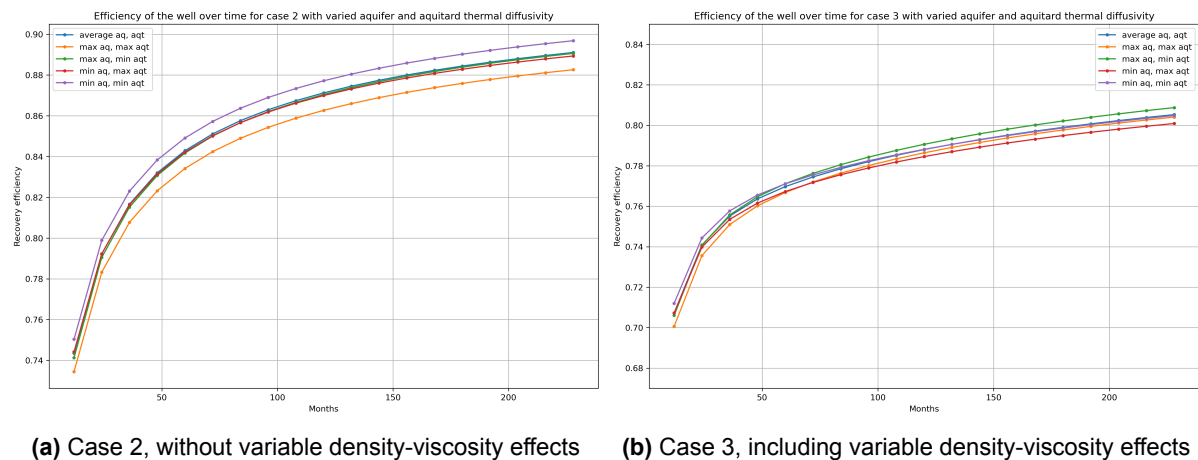 Efficiency of the well over time for case 2 with varied aquifer and aquitard thermal diffusivity
average aq, aqt
max aq, max aqt
max aq, min aqt
min aq, max aqt
min aq, min aqt
Recovery efficiency
0.90
0.88
0.86
0.84
0.82
0.80
0.78
0.76
0.74
50
100
150
200
Months
(a) Case 2, without variable density-viscosity effects
Efficiency of the well over time for case 3 with varied aquifer and aquitard thermal diffusivity
average aq, aqt
max aq, max aqt
max aq, min aqt
min aq, max aqt
min aq, min aqt
Recovery efficiency
0.84
0.82
0.80
0.78
0.76
0.74
0.72
0.70
0.68
50
100
150
200
Months
(b) Case 3, including variable density-viscosity effects